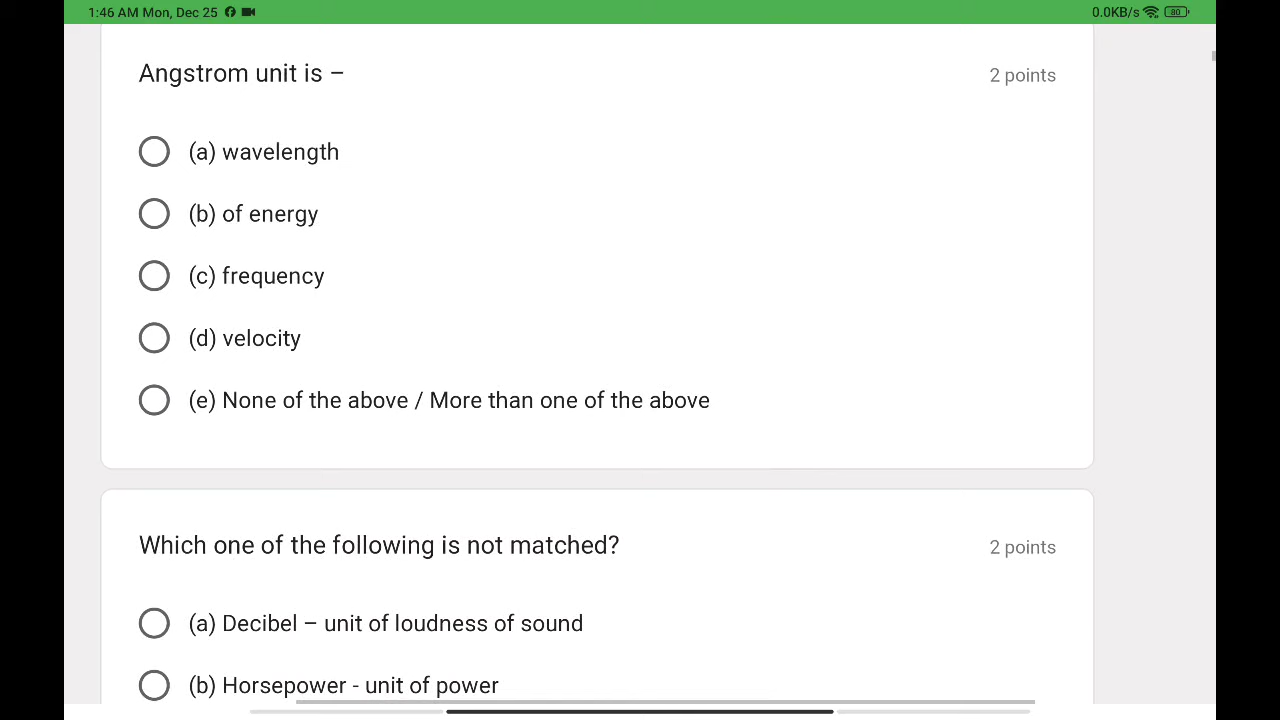 1:46 AM Mon, Dec 25 0.0KB/s 80
Angstrom unit is – 2 points
(a) wavelength
(b) of energy
(c) frequency
(d) velocity
(e) None of the above / More than one of the above
Which one of the following is not matched? 2 points
(a) Decibel – unit of loudness of sound
(b) Horsepower - unit of power